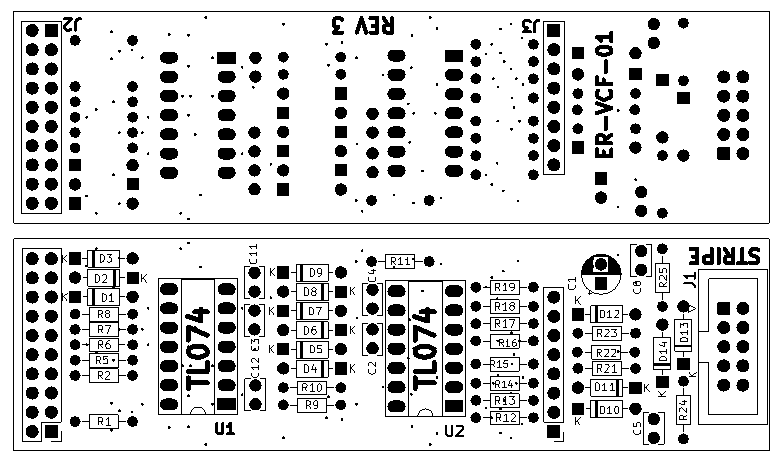 J2
REV 3
J3
ER-VCF-01
K D3
D2 K
K D1
R8
R7
R6
R5
R2
R1
TL074
U1
C11
C3
C12
K D9
D8 K
K D7
D6 K
K D5
D4 K
R10
R9
R11
C4
C2
TL074
U2
R19
R18
R17
R16
R15
R14
R13
R12
C1
K D12
R23
R22
R21
D11 K
K D10
C8
R25
STRIPE
J1
D14
K
D13
K
C5
R24